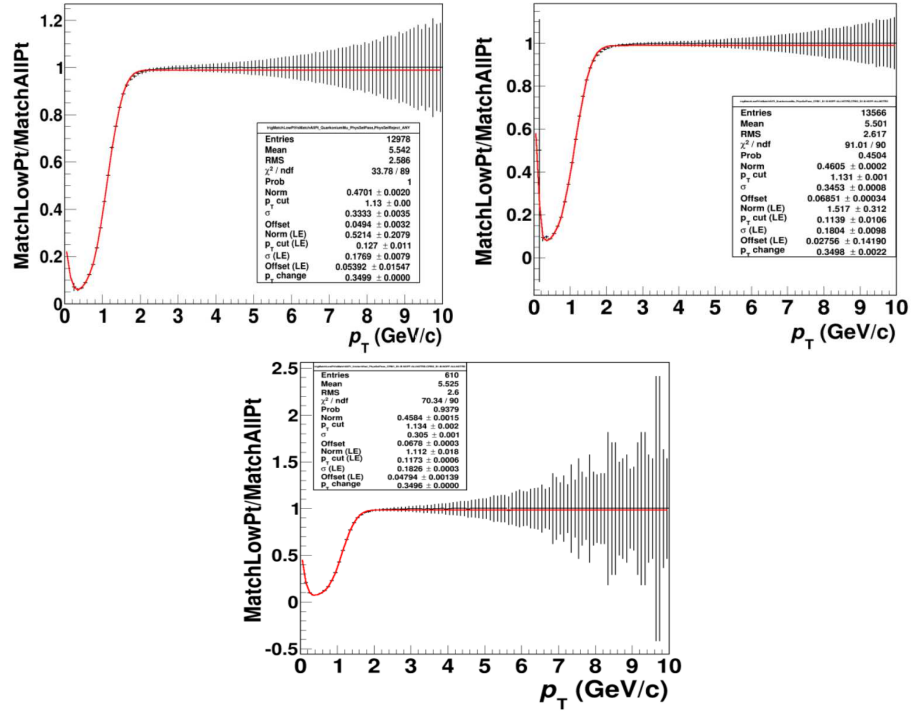 MatchLowPt/MatchAllPt
1.2
1
0.8
0.6
0.4
0.2
0
Entries 12978
Mean 5.542
RMS 2.586
χ² / ndf 33.78 / 89
Prob 1
Norm 0.4701 ± 0.0020
p_T cut 1.13 ± 0.00
σ 0.3333 ± 0.0035
Offset 0.0494 ± 0.0032
Norm (LE) 0.5214 ± 0.2079
p_T cut (LE) 0.127 ± 0.011
σ (LE) 0.1769 ± 0.0079
Offset (LE) 0.05392 ± 0.01547
p_T change 0.3499 ± 0.0000
0 1 2 3 4 5 6 7 8 9 10
p_T (GeV/c)
MatchLowPt/MatchAllPt
1
0.8
0.6
0.4
0.2
0
Entries 13566
Mean 5.501
RMS 2.617
χ² / ndf 91.01 / 90
Prob 0.4504
Norm 0.4605 ± 0.0002
p_T cut 1.131 ± 0.001
σ 0.3453 ± 0.0008
Offset 0.06851 ± 0.00034
Norm (LE) 1.517 ± 0.312
p_T cut (LE) 0.1139 ± 0.0106
σ (LE) 0.1804 ± 0.0098
Offset (LE) 0.02756 ± 0.14190
p_T change 0.3498 ± 0.0022
0 1 2 3 4 5 6 7 8 9 10
p_T (GeV/c)
MatchLowPt/MatchAllPt
2.5
2
1.5
1
0.5
0
-0.5
Entries 610
Mean 5.525
RMS 2.6
χ² / ndf 70.34 / 90
Prob 0.9379
Norm 0.4584 ± 0.0015
p_T cut 1.134 ± 0.002
σ 0.305 ± 0.001
Offset 0.0678 ± 0.0003
Norm (LE) 1.112 ± 0.018
p_T cut (LE) 0.1173 ± 0.0006
σ (LE) 0.1826 ± 0.0003
Offset (LE) 0.04794 ± 0.00139
p_T change 0.3496 ± 0.0000
0 1 2 3 4 5 6 7 8 9 10
p_T (GeV/c)